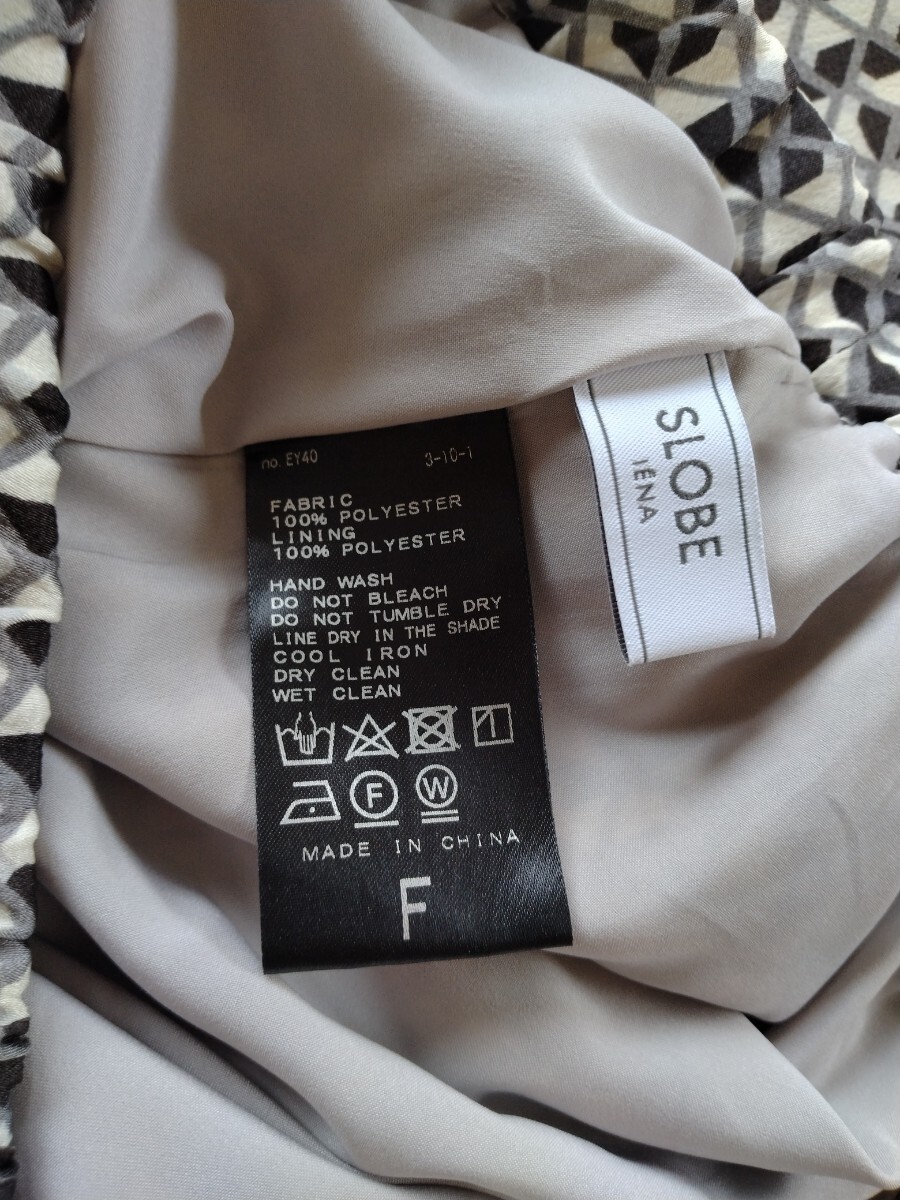 no. EY40 3-10-1
FABRIC
100% POLYESTER
LINING
100% POLYESTER
HAND WASH
DO NOT BLEACH
DO NOT TUMBLE DRY
LINE DRY IN THE SHADE
COOL IRON
DRY CLEAN
WET CLEAN
F W
MADE IN CHINA
F
SLOBE
IÉNA